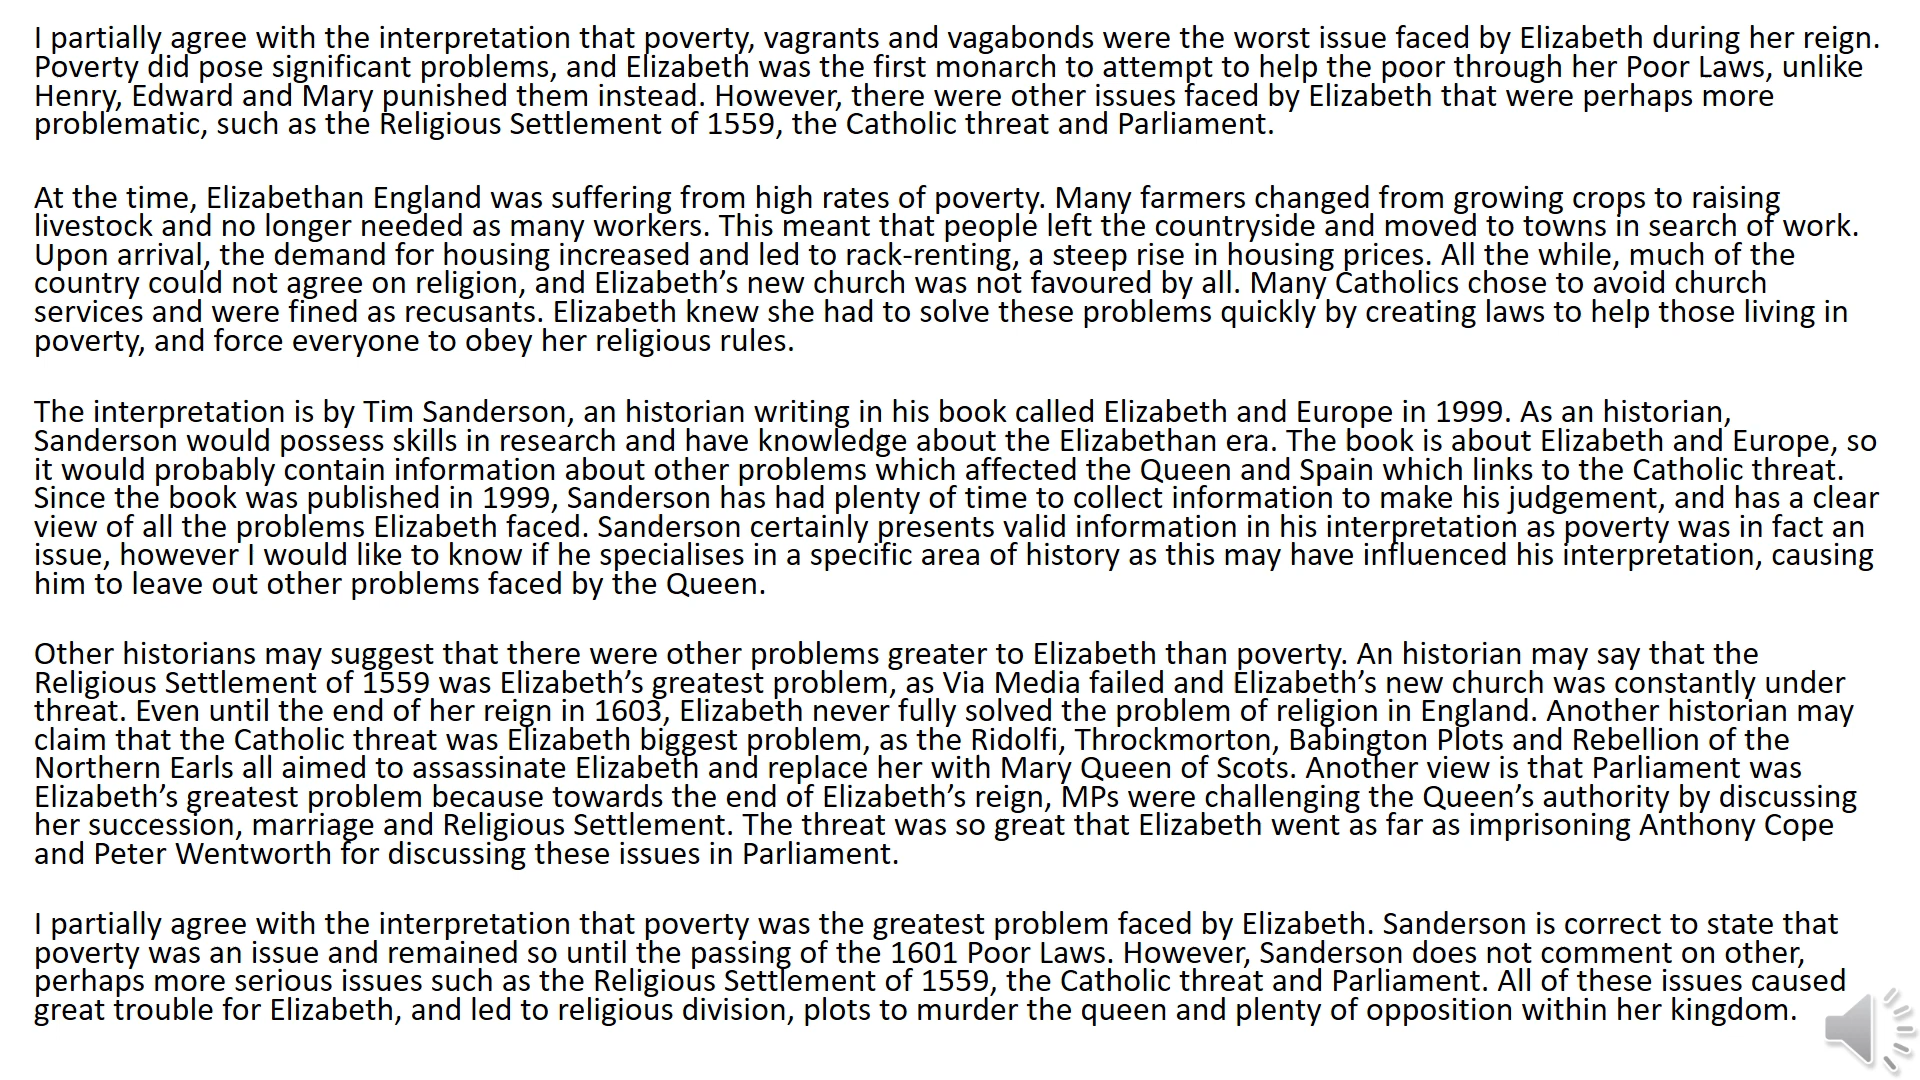 I partially agree with the interpretation that poverty, vagrants and vagabonds were the worst issue faced by Elizabeth during her reign.
Poverty did pose significant problems, and Elizabeth was the first monarch to attempt to help the poor through her Poor Laws, unlike
Henry, Edward and Mary punished them instead. However, there were other issues faced by Elizabeth that were perhaps more
problematic, such as the Religious Settlement of 1559, the Catholic threat and Parliament.
At the time, Elizabethan England was suffering from high rates of poverty. Many farmers changed from growing crops to raising
livestock and no longer needed as many workers. This meant that people left the countryside and moved to towns in search of work.
Upon arrival, the demand for housing increased and led to rack-renting, a steep rise in housing prices. All the while, much of the
country could not agree on religion, and Elizabeth’s new church was not favoured by all. Many Catholics chose to avoid church
services and were fined as recusants. Elizabeth knew she had to solve these problems quickly by creating laws to help those living in
poverty, and force everyone to obey her religious rules.
The interpretation is by Tim Sanderson, an historian writing in his book called Elizabeth and Europe in 1999. As an historian,
Sanderson would possess skills in research and have knowledge about the Elizabethan era. The book is about Elizabeth and Europe, so
it would probably contain information about other problems which affected the Queen and Spain which links to the Catholic threat.
Since the book was published in 1999, Sanderson has had plenty of time to collect information to make his judgement, and has a clear
view of all the problems Elizabeth faced. Sanderson certainly presents valid information in his interpretation as poverty was in fact an
issue, however I would like to know if he specialises in a specific area of history as this may have influenced his interpretation, causing
him to leave out other problems faced by the Queen.
Other historians may suggest that there were other problems greater to Elizabeth than poverty. An historian may say that the
Religious Settlement of 1559 was Elizabeth’s greatest problem, as Via Media failed and Elizabeth’s new church was constantly under
threat. Even until the end of her reign in 1603, Elizabeth never fully solved the problem of religion in England. Another historian may
claim that the Catholic threat was Elizabeth biggest problem, as the Ridolfi, Throckmorton, Babington Plots and Rebellion of the
Northern Earls all aimed to assassinate Elizabeth and replace her with Mary Queen of Scots. Another view is that Parliament was
Elizabeth’s greatest problem because towards the end of Elizabeth’s reign, MPs were challenging the Queen’s authority by discussing
her succession, marriage and Religious Settlement. The threat was so great that Elizabeth went as far as imprisoning Anthony Cope
and Peter Wentworth for discussing these issues in Parliament.
I partially agree with the interpretation that poverty was the greatest problem faced by Elizabeth. Sanderson is correct to state that
poverty was an issue and remained so until the passing of the 1601 Poor Laws. However, Sanderson does not comment on other,
perhaps more serious issues such as the Religious Settlement of 1559, the Catholic threat and Parliament. All of these issues caused
great trouble for Elizabeth, and led to religious division, plots to murder the queen and plenty of opposition within her kingdom.